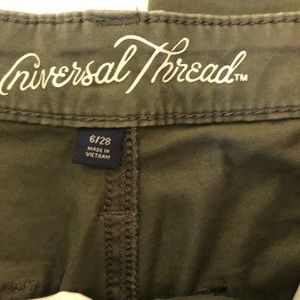 Universal Thread™
6/28
MADE IN
VIETNAM